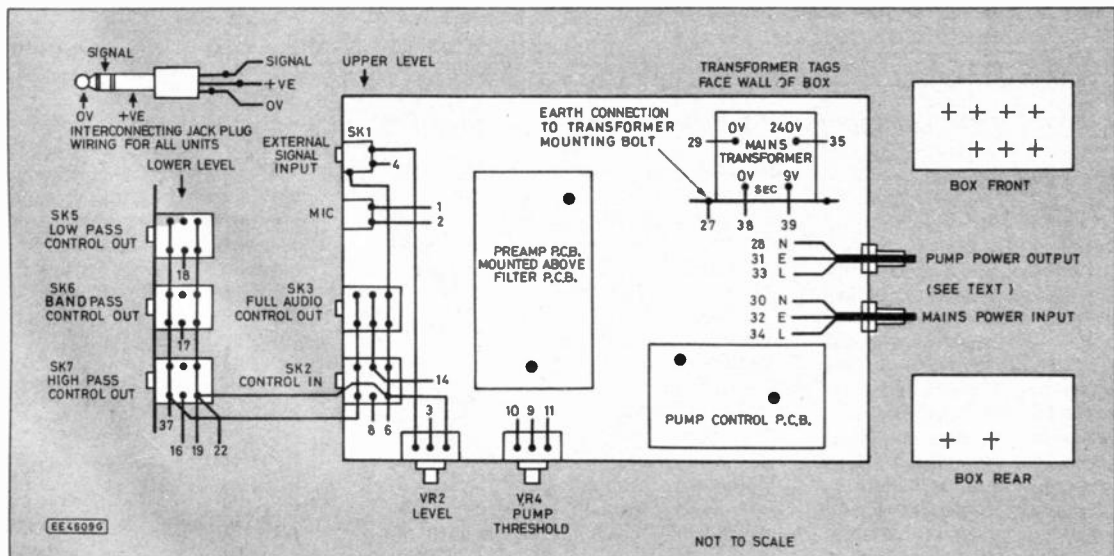 SIGNAL
SIGNAL
+VE
0V
0V
+VE
INTERCONNECTING JACK PLUG
WIRING FOR ALL UNITS
LOWER LEVEL
UPPER LEVEL
SK1
EXTERNAL
SIGNAL
INPUT
4
MIC
1
2
SK5
LOW PASS
CONTROL OUT
18
SK6
BAND PASS
CONTROL OUT
17
SK7
HIGH PASS
CONTROL OUT
37
16
19
22
SK3
FULL AUDIO
CONTROL OUT
SK2
CONTROL IN
14
8
6
3
VR2
LEVEL
10
9
11
VR4
PUMP
THRESHOLD
PREAMP P.C.B.
MOUNTED ABOVE
FILTER P.C.B.
EARTH CONNECTION
TO TRANSFORMER
MOUNTING BOLT
TRANSFORMER TAGS
FACE WALL OF BOX
29
0V
240V
35
MAINS
TRANSFORMER
0V
9V
SEC
27
38
39
28 N
31 E
33 L
PUMP POWER OUTPUT
(SEE TEXT)
30 N
32 E
34 L
MAINS POWER INPUT
PUMP CONTROL P.C.B.
BOX FRONT
BOX REAR
NOT TO SCALE
EE4609G